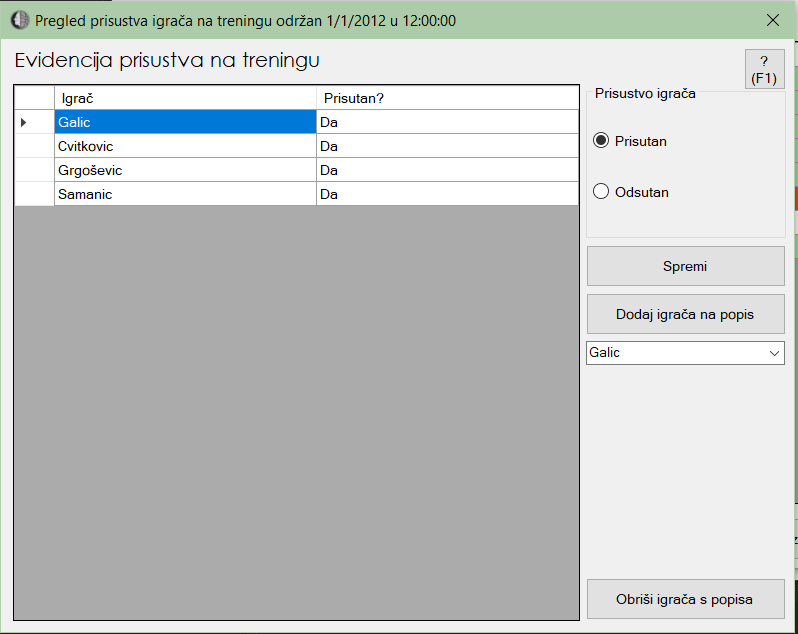 Pregled prisustva igrača na treningu održan 1/1/2012 u 12:00:00
Evidencija prisustva na treningu
?
(F1)
Igrač Prisutan?
Galic Da
Cvitkovic Da
Grgoševic Da
Samanic Da
Prisustvo igrača
Prisutan
Odsutan
Spremi
Dodaj igrača na popis
Galic
Obriši igrača s popisa